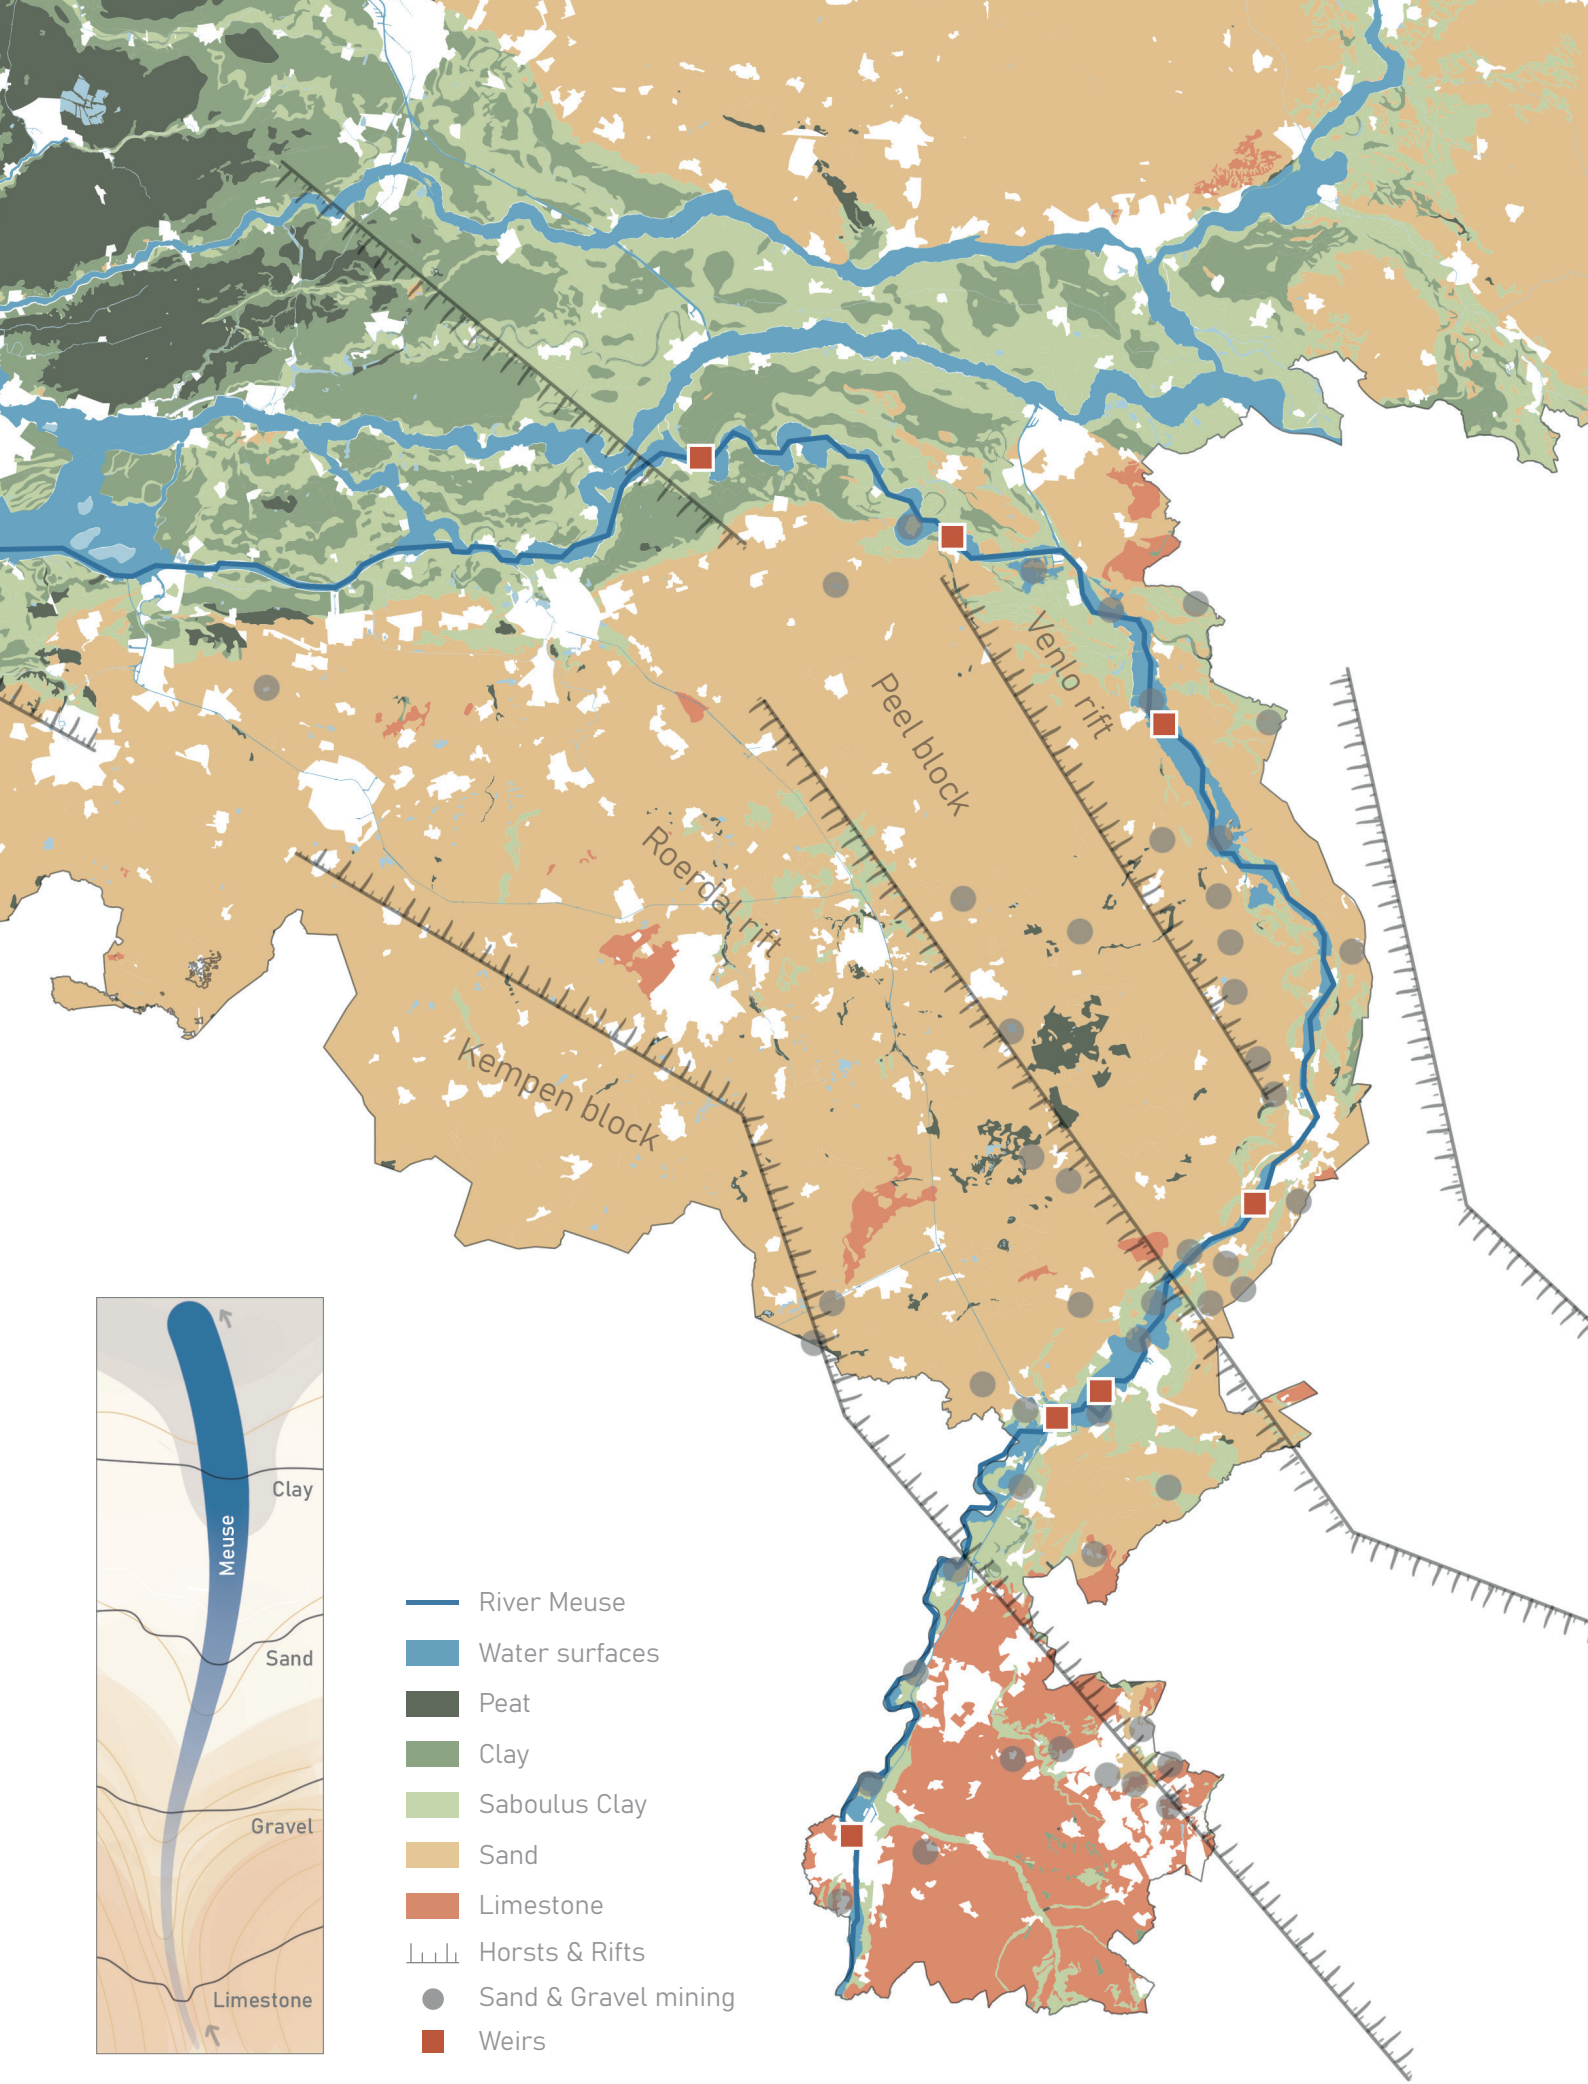 Venlo rift
Peel block
Roerdal rift
Kempen block
Clay
Meuse
Sand
Gravel
Limestone
River Meuse
Water surfaces
Peat
Clay
Saboulus Clay
Sand
Limestone
Horsts & Rifts
Sand & Gravel mining
Weirs